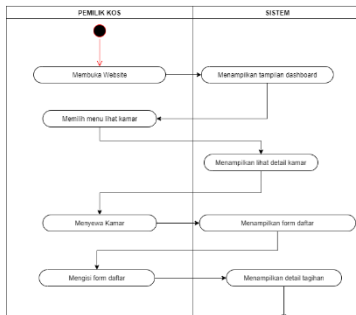 PEMILIK KOS
SISTEM
Membuka Website
Menampilkan tampilan dashboard
Memilih menu lihat kamar
Menampilkan lihat detail kamar
Menyewa Kamar
Menampilkan form daftar
Mengisi form daftar
Menampilkan detail tagihan